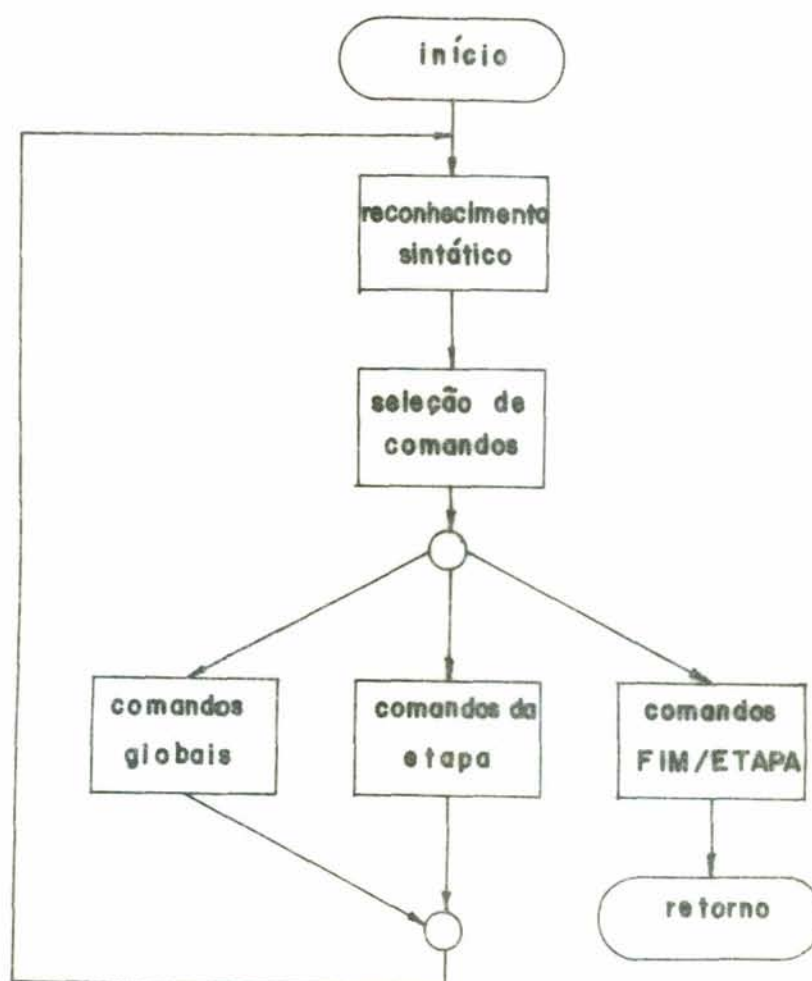 início
reconhecimento
sintático
seleção de
comandos
comandos
globais
comandos da
etapa
comandos
FIM/ETAPA
retorno